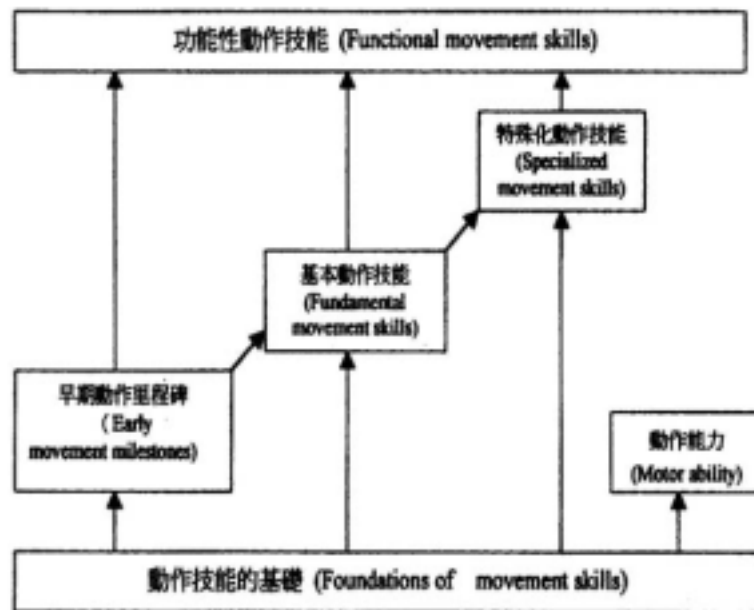 功能性動作技能 (Functional movement skills)
特殊化動作技能
(Specialized
movement skills)
基本動作技能
(Fundamental
movement skills)
早期動作里程碑
( Early
movement milestones)
動作能力
(Motor ability)
動作技能的基礎 (Foundations of movement skills)